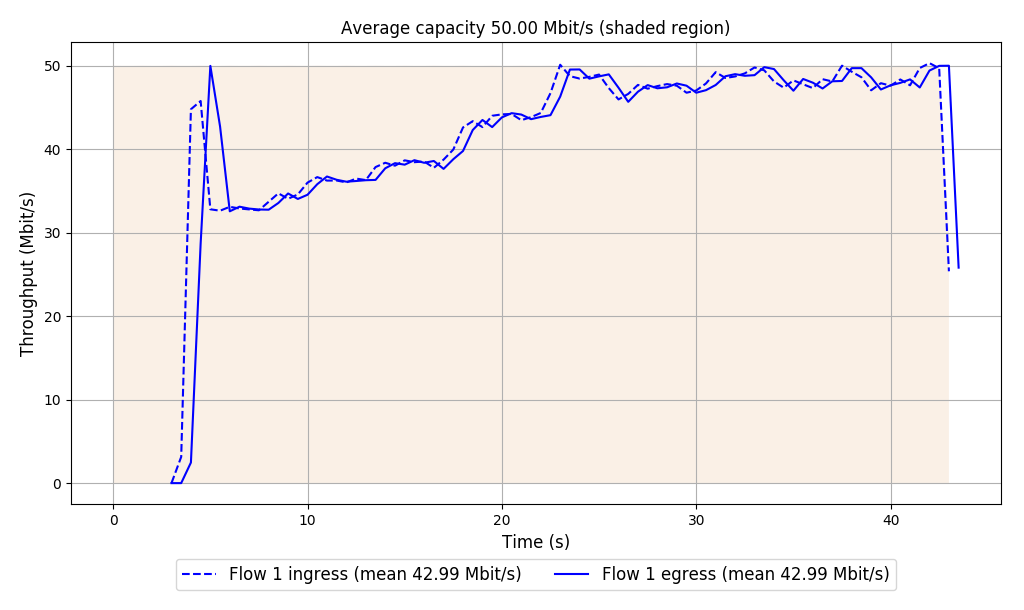 Average capacity 50.00 Mbit/s (shaded region)
Throughput (Mbit/s)
50
40
30
20
10
0
0 10 20 30 40
Time (s)
Flow 1 ingress (mean 42.99 Mbit/s) Flow 1 egress (mean 42.99 Mbit/s)